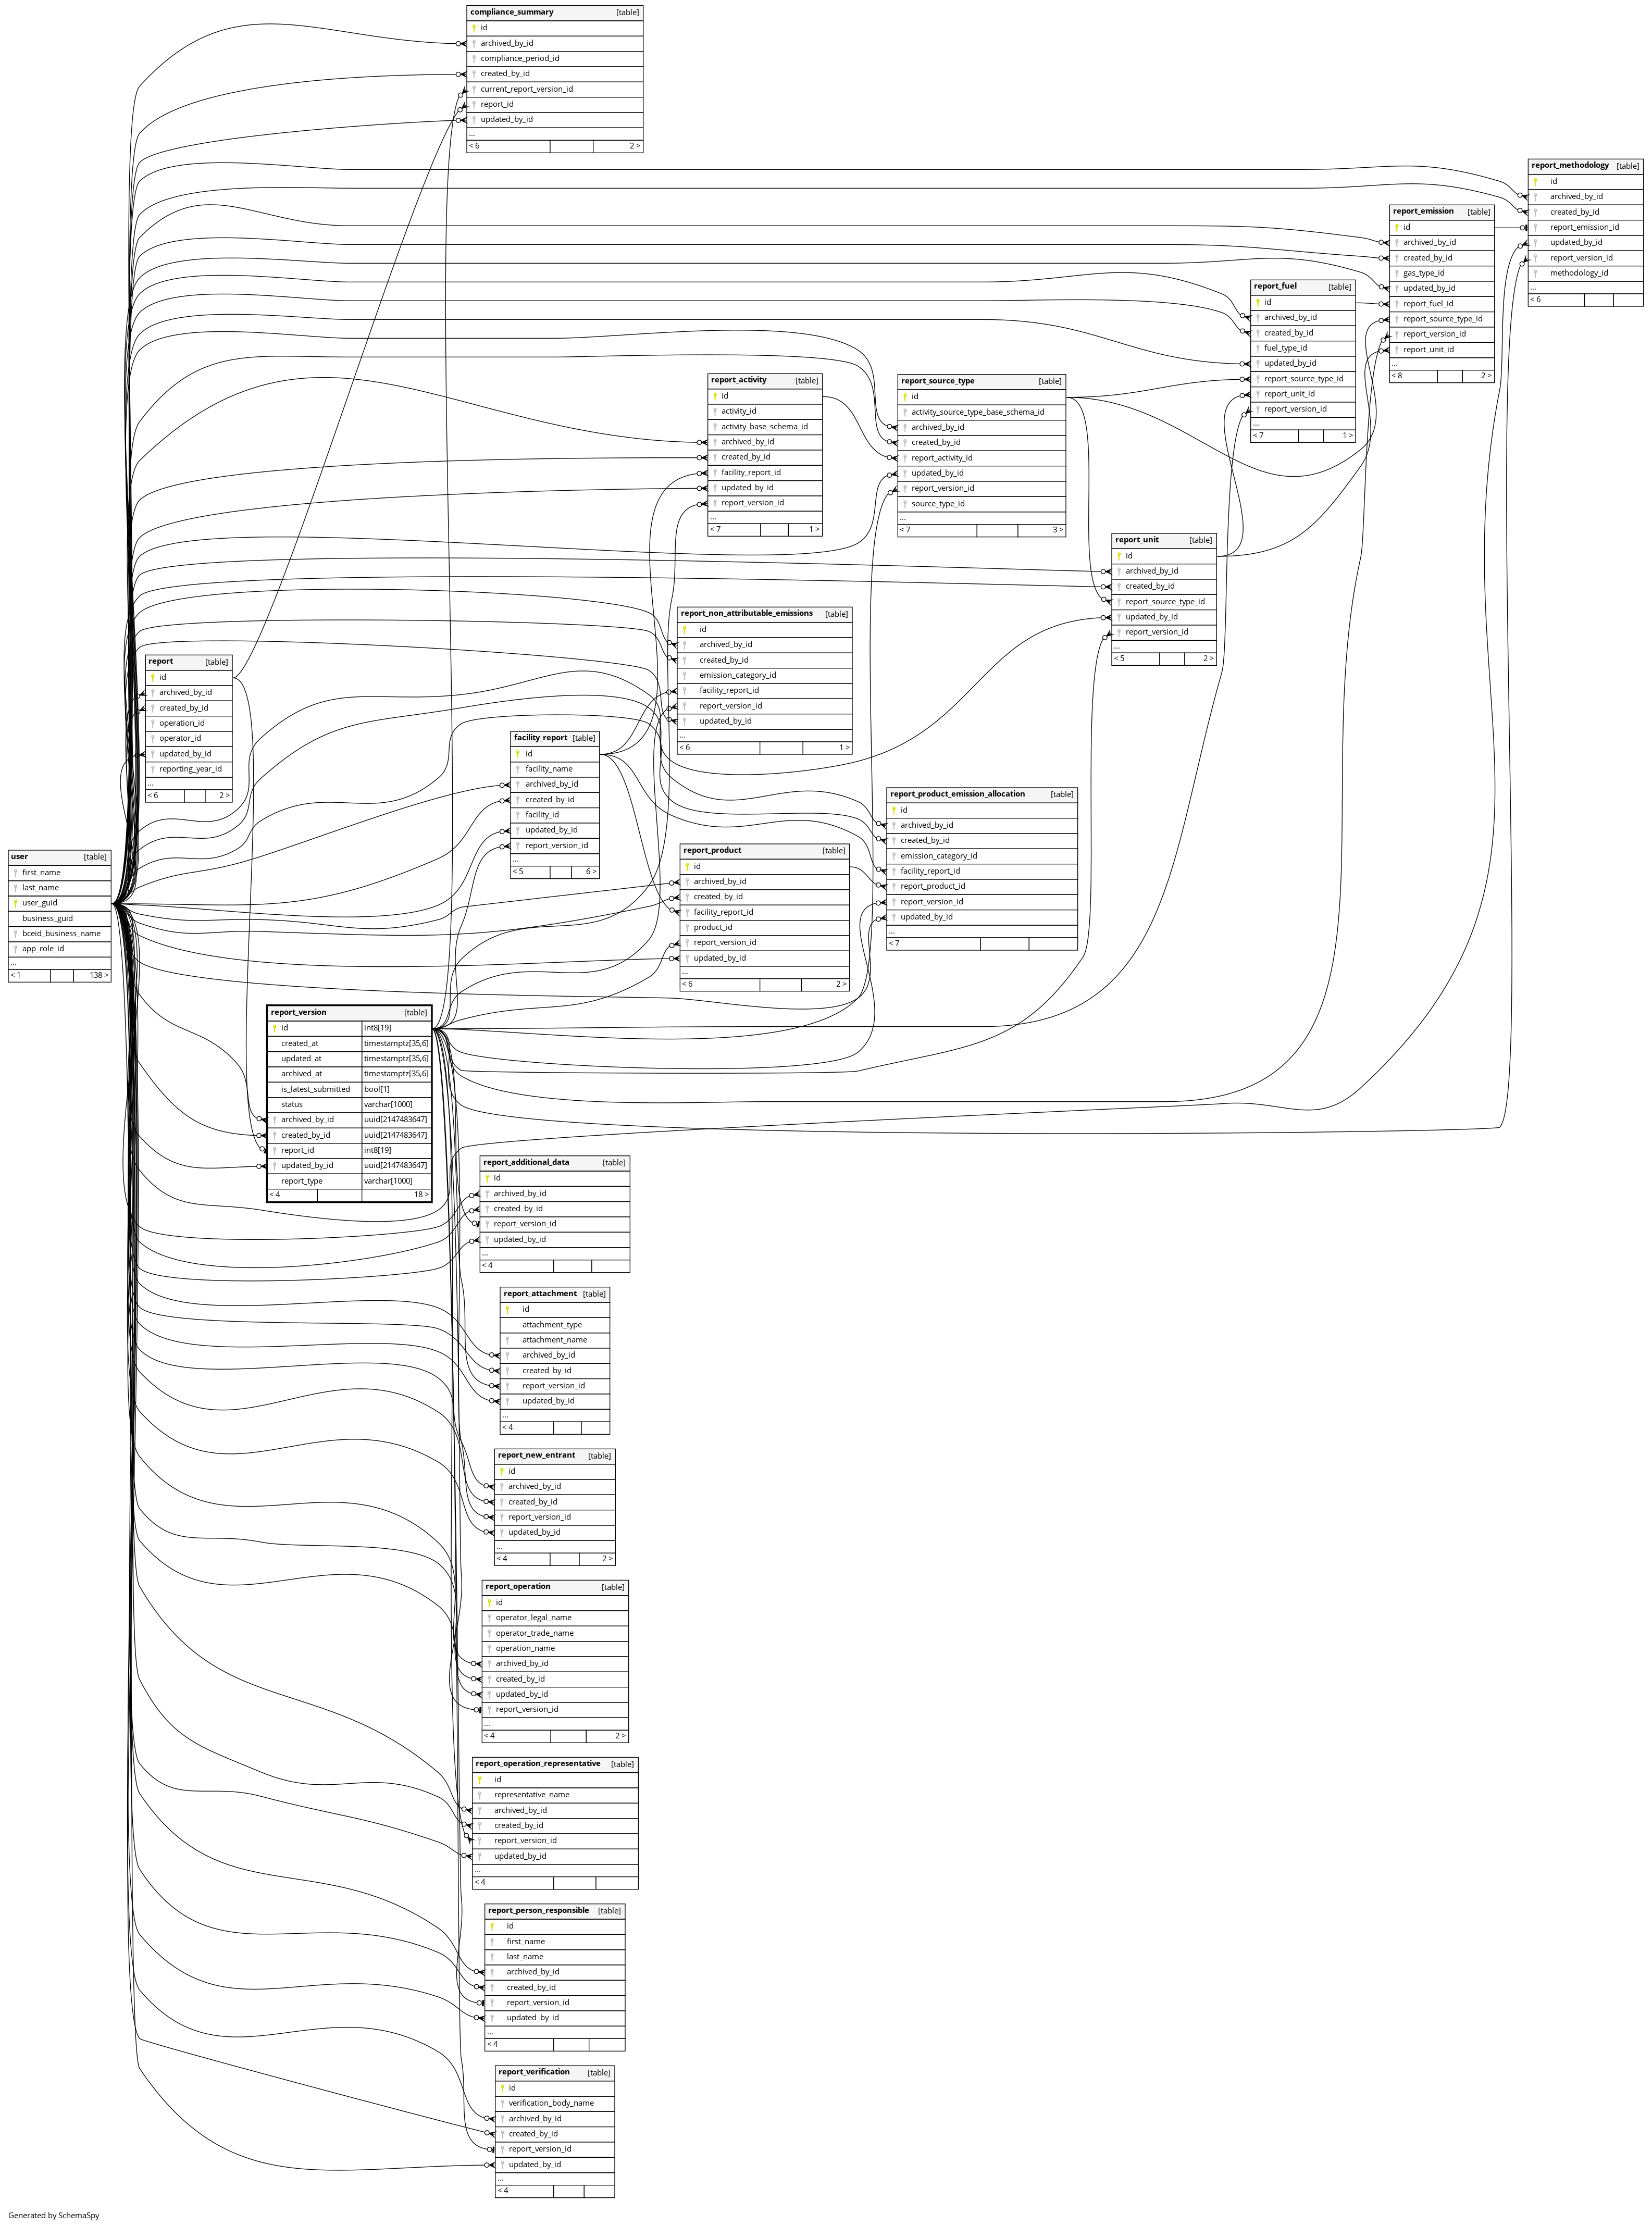 compliance_summary [table]
id
archived_by_id
compliance_period_id
created_by_id
current_report_version_id
report_id
updated_by_id
...
< 6 2 >
report_methodology [table]
id
archived_by_id
created_by_id
report_emission_id
updated_by_id
report_version_id
methodology_id
...
< 6
report_emission [table]
id
archived_by_id
created_by_id
gas_type_id
updated_by_id
report_fuel_id
report_source_type_id
report_version_id
report_unit_id
...
< 8 2 >
report_fuel [table]
id
archived_by_id
created_by_id
fuel_type_id
updated_by_id
report_source_type_id
report_unit_id
report_version_id
...
< 7 1 >
report_activity [table]
id
activity_id
activity_base_schema_id
archived_by_id
created_by_id
facility_report_id
updated_by_id
report_version_id
...
< 7 1 >
report_source_type [table]
id
activity_source_type_base_schema_id
archived_by_id
created_by_id
report_activity_id
updated_by_id
report_version_id
source_type_id
...
< 7 3 >
report_unit [table]
id
archived_by_id
created_by_id
report_source_type_id
updated_by_id
report_version_id
...
< 5 2 >
report_non_attributable_emissions [table]
id
archived_by_id
created_by_id
emission_category_id
facility_report_id
report_version_id
updated_by_id
...
< 6 1 >
report [table]
id
archived_by_id
created_by_id
operation_id
operator_id
updated_by_id
reporting_year_id
...
< 6 2 >
facility_report [table]
id
facility_name
archived_by_id
created_by_id
facility_id
updated_by_id
report_version_id
...
< 5 6 >
report_product_emission_allocation [table]
id
archived_by_id
created_by_id
emission_category_id
facility_report_id
report_product_id
report_version_id
updated_by_id
...
< 7
report_product [table]
id
archived_by_id
created_by_id
facility_report_id
product_id
report_version_id
updated_by_id
...
< 6 2 >
user [table]
first_name
last_name
user_guid
business_guid
bceid_business_name
app_role_id
...
< 1 138 >
report_version [table]
id int8[19]
created_at timestamptz[35,6]
updated_at timestamptz[35,6]
archived_at timestamptz[35,6]
is_latest_submitted bool[1]
status varchar[1000]
archived_by_id uuid[2147483647]
created_by_id uuid[2147483647]
report_id int8[19]
updated_by_id uuid[2147483647]
report_type varchar[1000]
< 4 18 >
report_additional_data [table]
id
archived_by_id
created_by_id
report_version_id
updated_by_id
...
< 4
report_attachment [table]
id
attachment_type
attachment_name
archived_by_id
created_by_id
report_version_id
updated_by_id
...
< 4
report_new_entrant [table]
id
archived_by_id
created_by_id
report_version_id
updated_by_id
...
< 4 2 >
report_operation [table]
id
operator_legal_name
operator_trade_name
operation_name
archived_by_id
created_by_id
updated_by_id
report_version_id
...
< 4 2 >
report_operation_representative [table]
id
representative_name
archived_by_id
created_by_id
report_version_id
updated_by_id
...
< 4
report_person_responsible [table]
id
first_name
last_name
archived_by_id
created_by_id
report_version_id
updated_by_id
...
< 4
report_verification [table]
id
verification_body_name
archived_by_id
created_by_id
report_version_id
updated_by_id
...
< 4
Generated by SchemaSpy